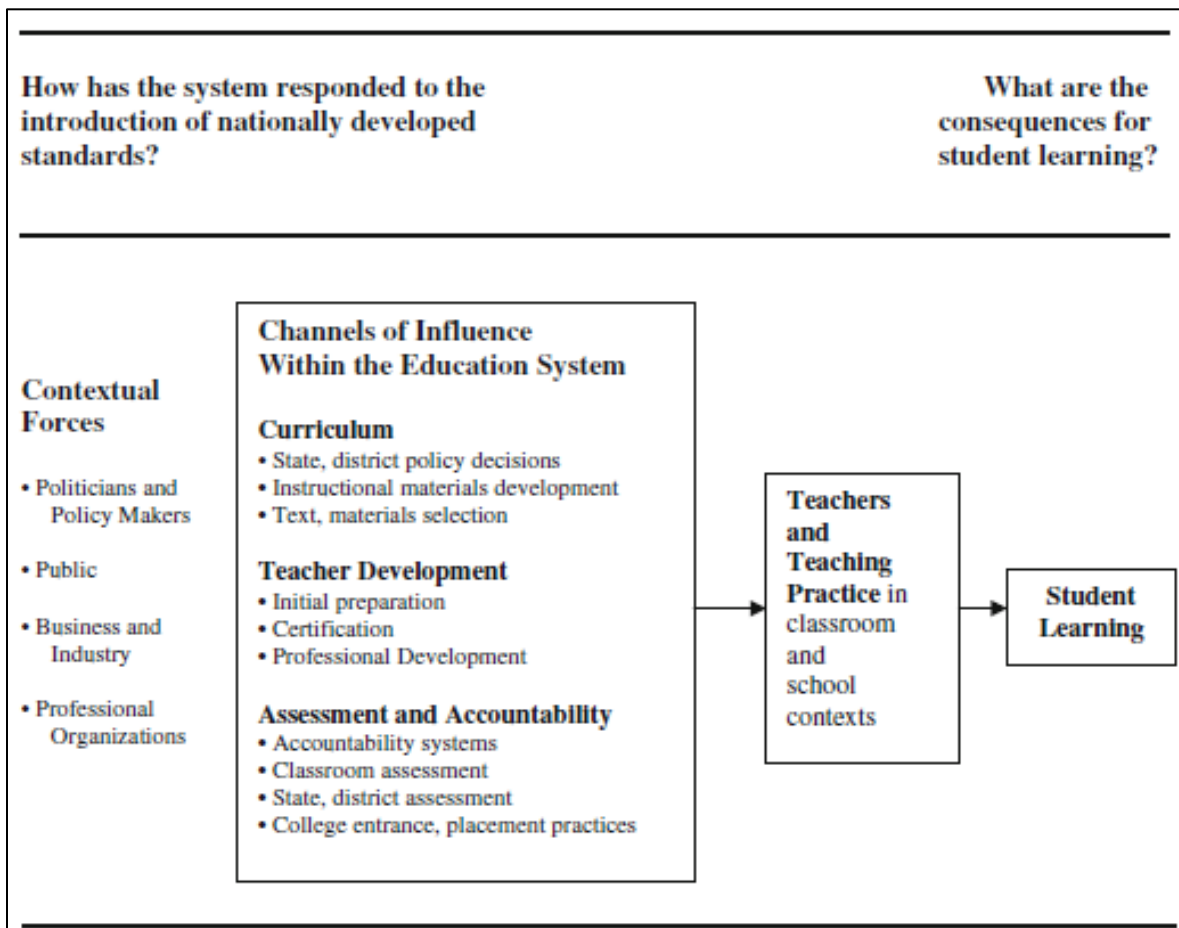 How has the system responded to the
introduction of nationally developed
standards?
What are the
consequences for
student learning?
Contextual
Forces
• Politicians and
Policy Makers
• Public
• Business and
Industry
• Professional
Organizations
Channels of Influence
Within the Education System
Curriculum
• State, district policy decisions
• Instructional materials development
• Text, materials selection
Teacher Development
• Initial preparation
• Certification
• Professional Development
Assessment and Accountability
• Accountability systems
• Classroom assessment
• State, district assessment
• College entrance, placement practices
Teachers
and
Teaching
Practice in
classroom
and
school
contexts
Student
Learning